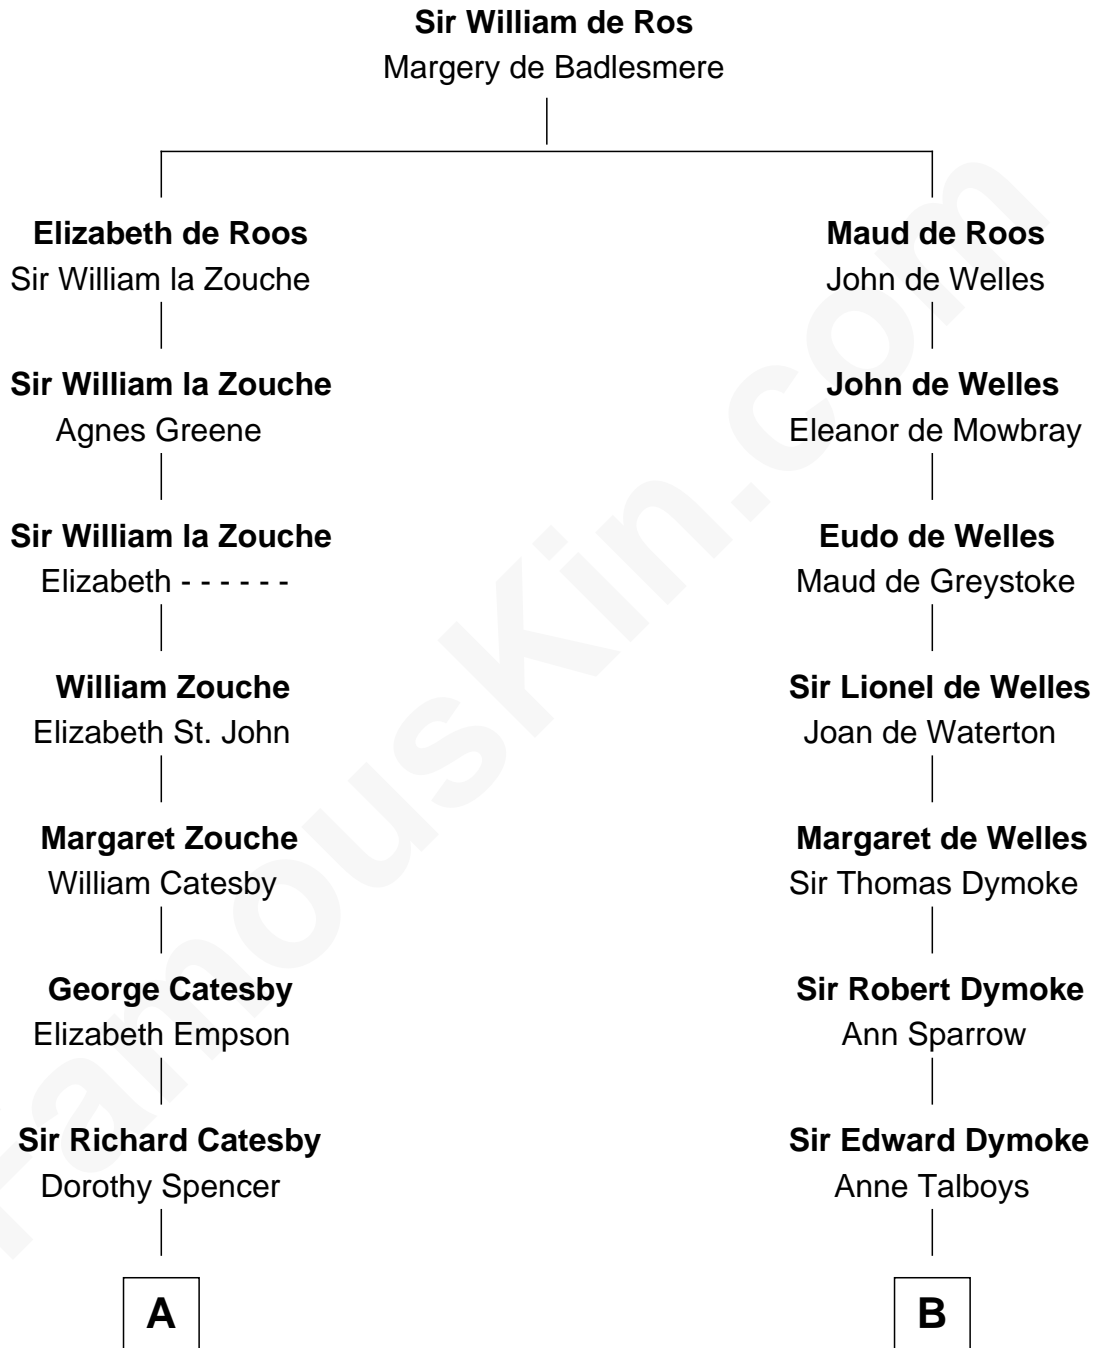 Sir William de Ros
Margery de Badlesmere
Elizabeth de Roos
Sir William la Zouche
Maud de Roos
John de Welles
Sir William la Zouche
Agnes Greene
John de Welles
Eleanor de Mowbray
Sir William la Zouche
Elizabeth - - - - - -
Eudo de Welles
Maud de Greystoke
William Zouche
Elizabeth St. John
Sir Lionel de Welles
Joan de Waterton
Margaret Zouche
William Catesby
Margaret de Welles
Sir Thomas Dymoke
George Catesby
Elizabeth Empson
Sir Robert Dymoke
Ann Sparrow
Sir Richard Catesby
Dorothy Spencer
Sir Edward Dymoke
Anne Talboys
A
B
FamousKin.com